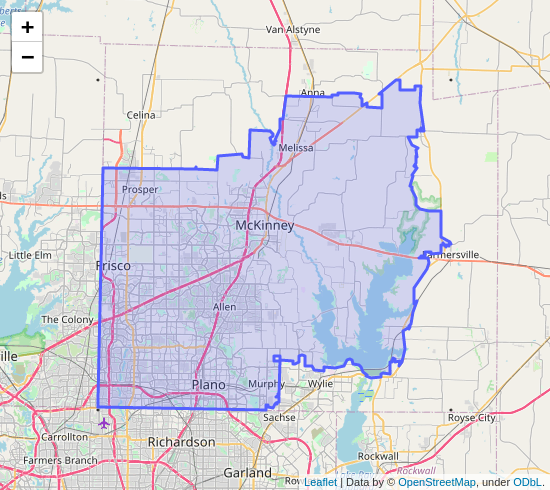 +
Van Alstyne
−
Anna
Celina
Melissa
Prosper
McKinney
Little Elm
Farmersville
Frisco
Allen
The Colony
Plano
Murphy
Wylie
Sachse
Royse City
Carrollton
Richardson
Farmers Branch
Rockwall
Rockwall
Garland
Leaflet | Data by © OpenStreetMap, under ODbL.